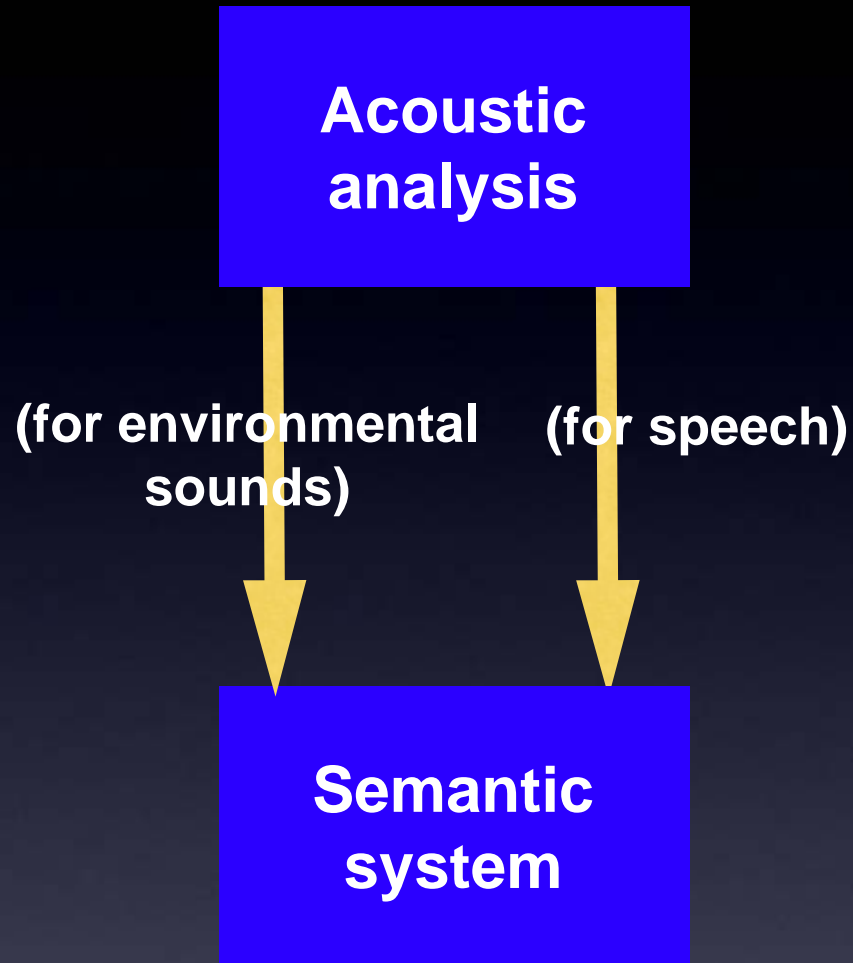 Acoustic
analysis
(for environmental
sounds)
(for speech)
Semantic
system